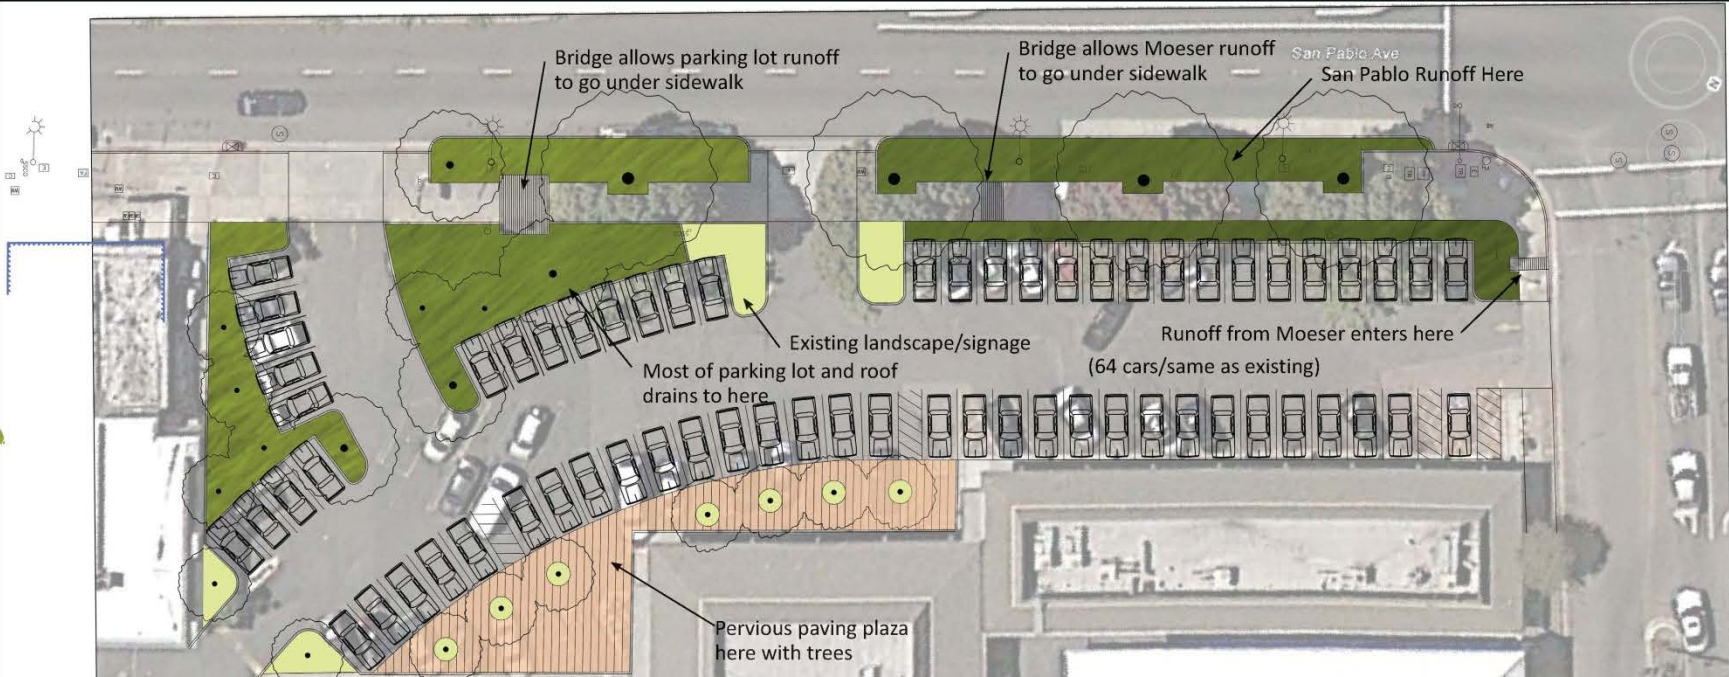 Bridge allows parking lot runoff
to go under sidewalk
Bridge allows Moeser runoff
to go under sidewalk
San Pablo Ave
San Pablo Runoff Here
Existing landscape/signage
Most of parking lot and roof
drains to here
Runoff from Moeser enters here
(64 cars/same as existing)
Pervious paving plaza
here with trees
S
S
S
S
N